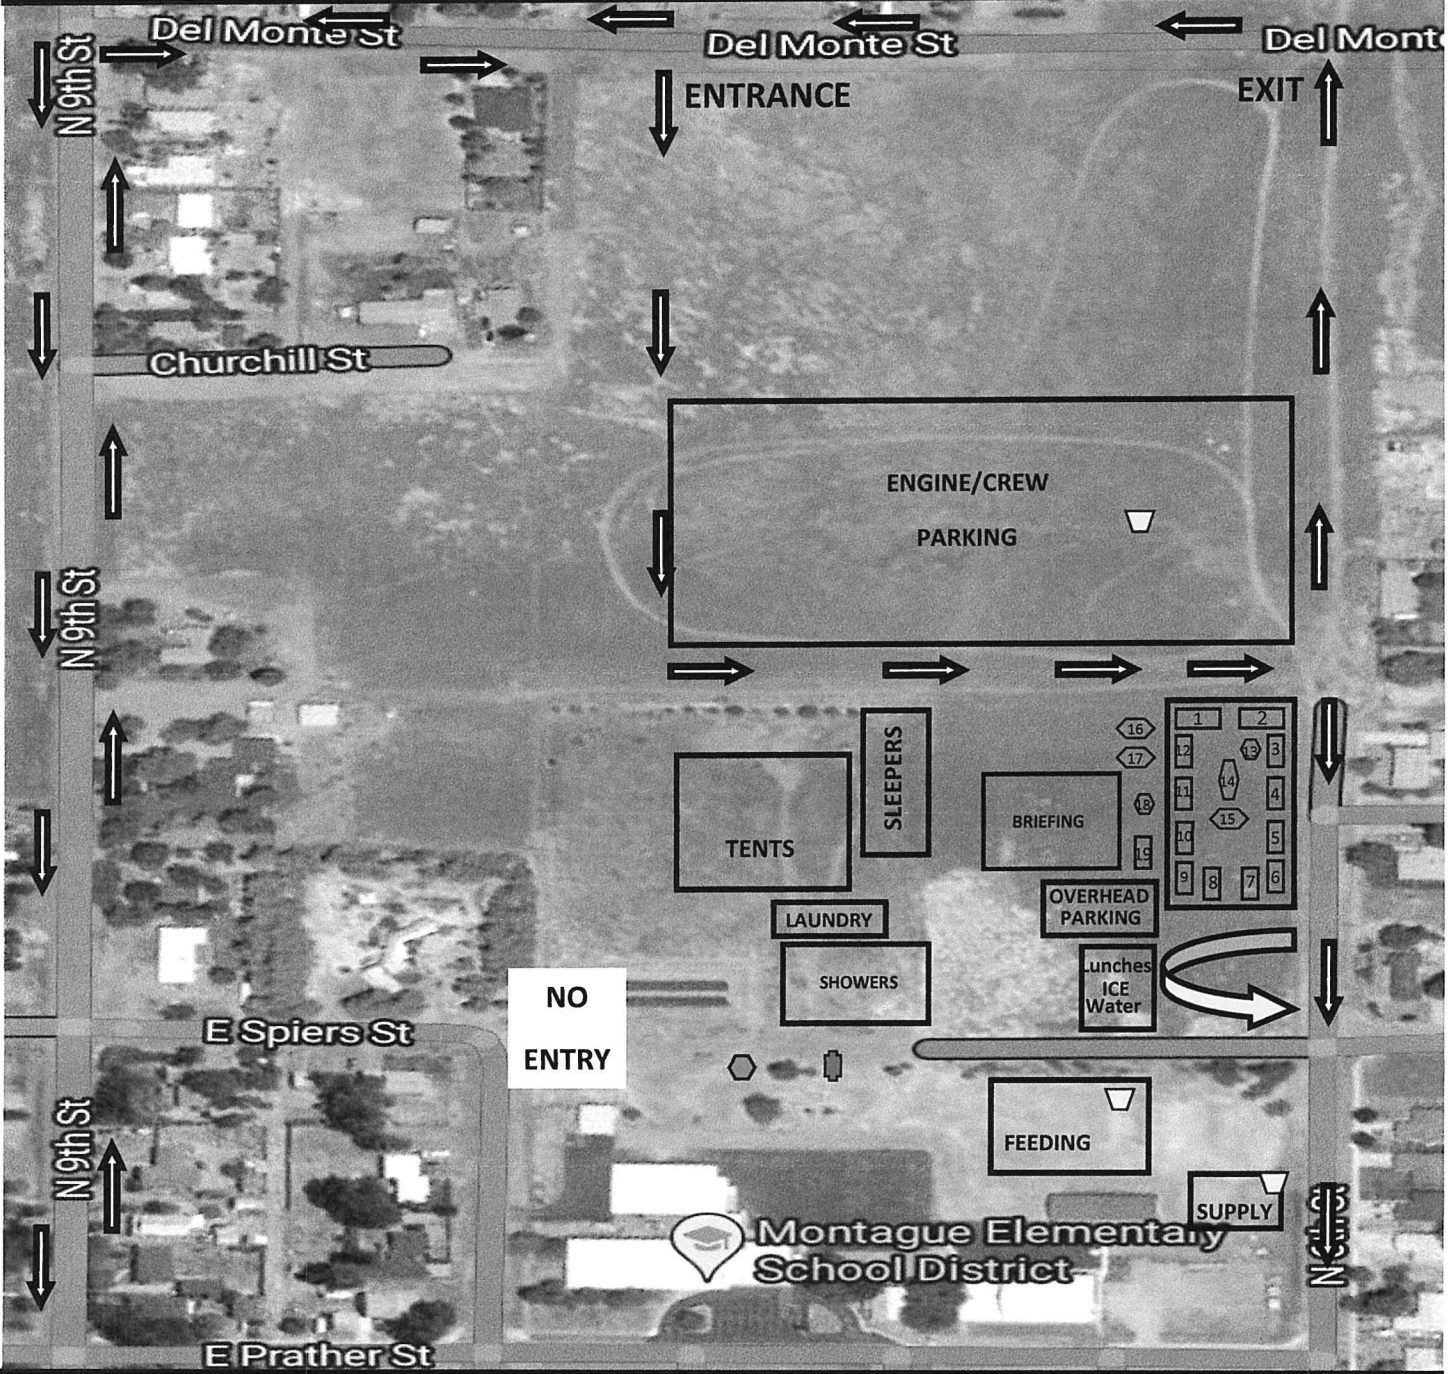 Del Monte St
Del Monte St
Del Monte
N 9th St
ENTRANCE
EXIT
Churchill St
ENGINE/CREW
PARKING
N 9th St
SLEEPERS
TENTS
BRIEFING
1
2
3
4
5
6
7
8
9
10
11
12
13
14
15
16
17
18
19
LAUNDRY
OVERHEAD
PARKING
SHOWERS
Lunches
ICE
Water
NO
ENTRY
E Spiers St
N 9th St
FEEDING
SUPPLY
Montague Elementary
School District
E Prather St